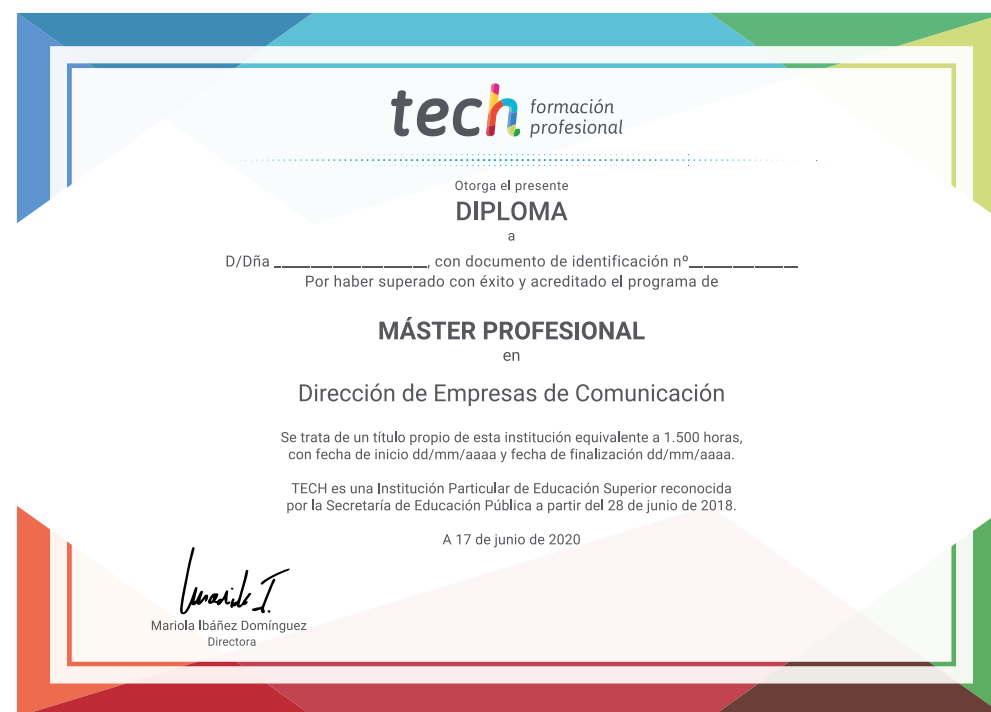 tech formación
profesional
Otorga el presente
DIPLOMA
a
D/Dña ____________________, con documento de identificación nº______________
Por haber superado con éxito y acreditado el programa de
MÁSTER PROFESIONAL
en
Dirección de Empresas de Comunicación
Se trata de un título propio de esta institución equivalente a 1.500 horas,
con fecha de inicio dd/mm/aaaa y fecha de finalización dd/mm/aaaa.
TECH es una Institución Particular de Educación Superior reconocida
por la Secretaría de Educación Pública a partir del 28 de junio de 2018.
A 17 de junio de 2020
Mariola Ibáñez Domínguez
Directora